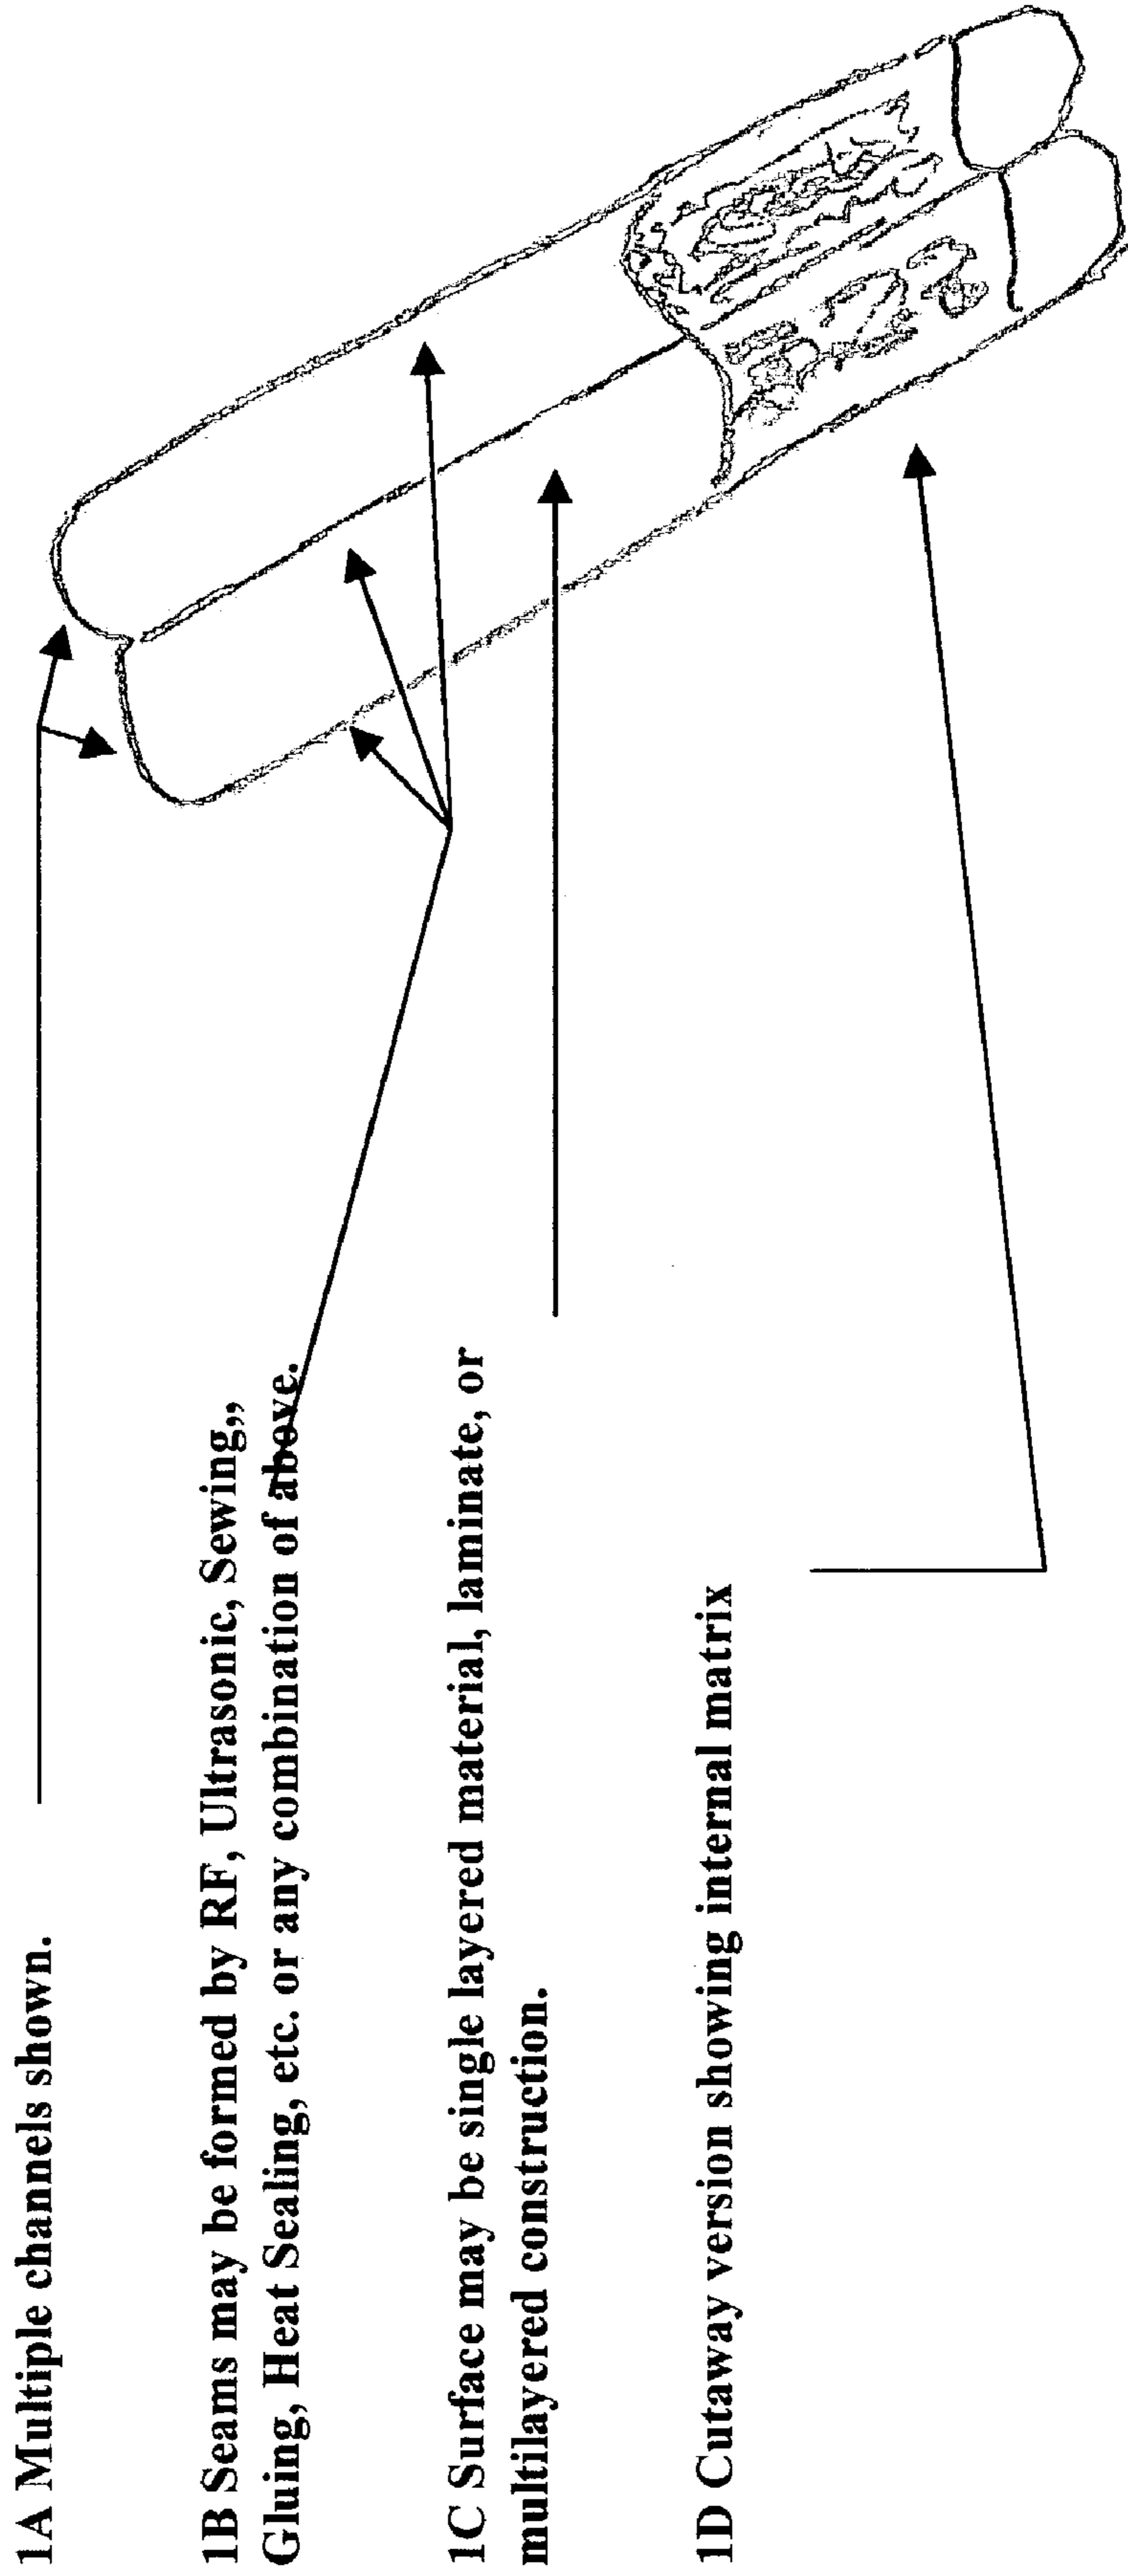 1A Multiple channels shown.
1B Seams may be formed by RF, Ultrasonic, Sewing,,
Gluing, Heat Sealing, etc. or any combination of above.
1C Surface may be single layered material, laminate, or
multilayered construction.
1D Cutaway version showing internal matrix